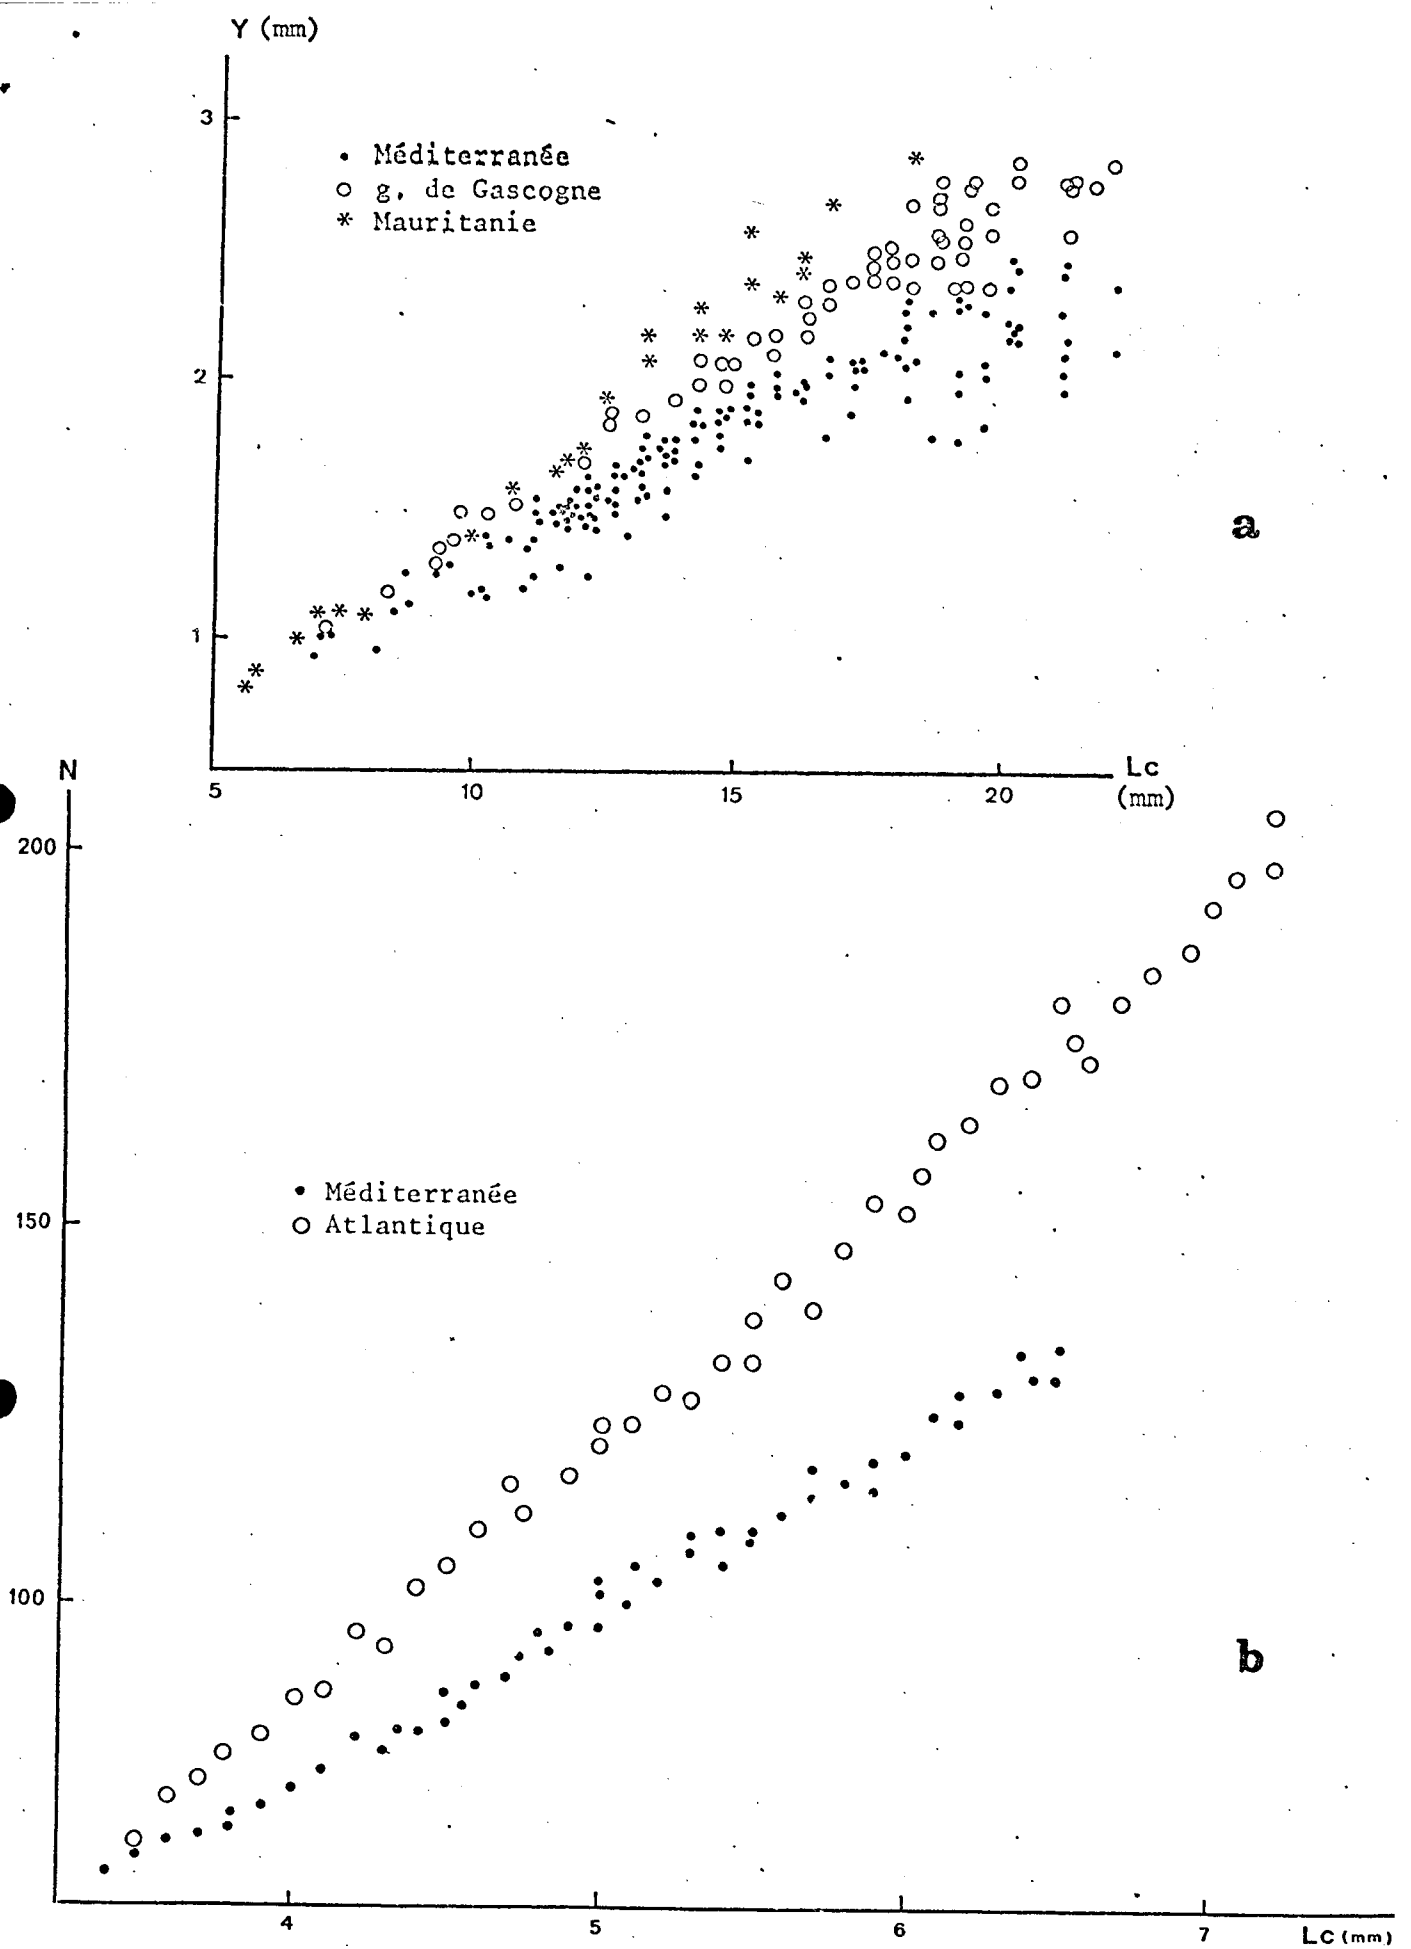 Y (mm)
3
• Méditerranée
o g. de Gascogne
* Mauritanie
2
a
1
N
Lc
5 10 15 20 (mm)
200
• Méditerranée
150
o Atlantique
100
b
4 5 6 7 Lc (mm)